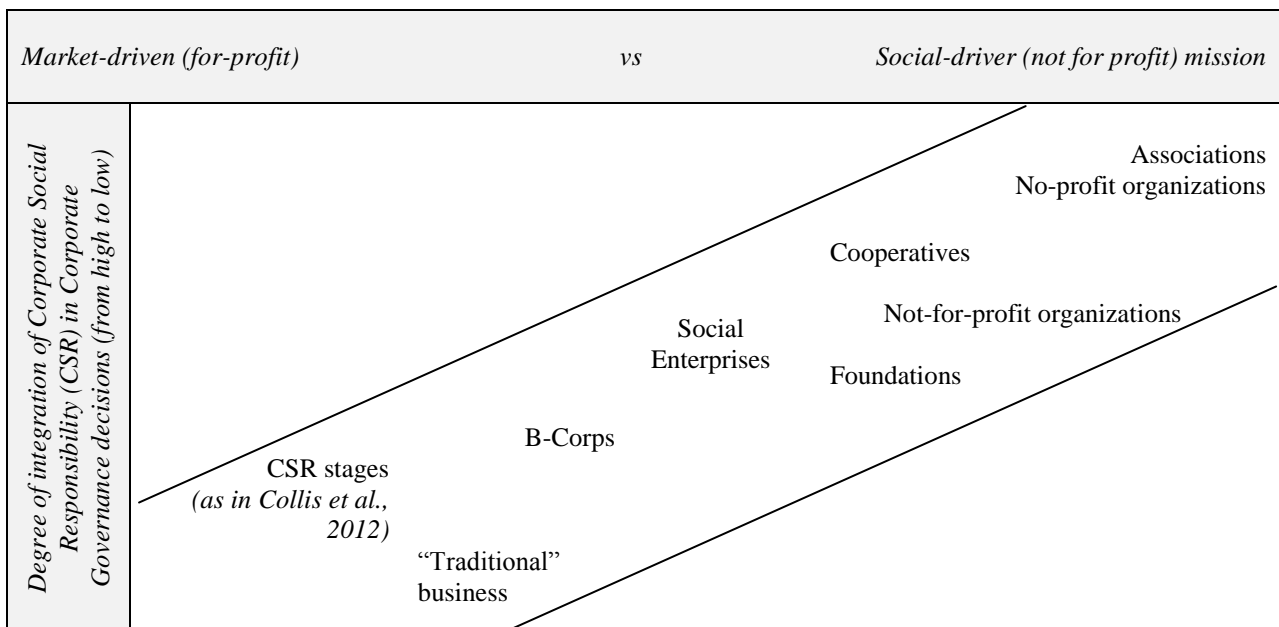 Market-driven (for-profit) vs Social-driver (not for profit) mission
Degree of integration of Corporate Social
Responsibility (CSR) in Corporate
Governance decisions (from high to low)
Associations
No-profit organizations
Cooperatives
Not-for-profit organizations
Social
Enterprises
Foundations
B-Corps
CSR stages
(as in Collis et al.,
2012)
“Traditional”
business